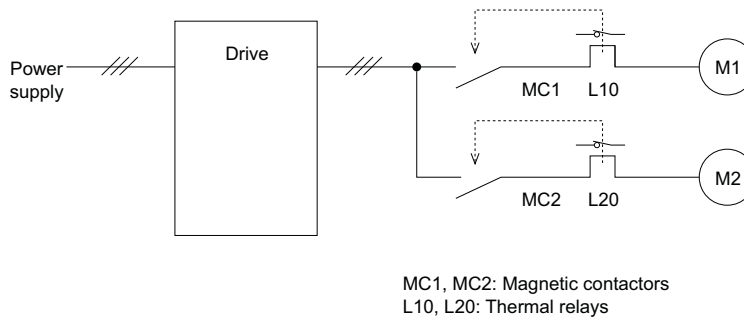 Power
supply
Drive
MC1
L10
M1
MC2
L20
M2
MC1, MC2: Magnetic contactors
L10, L20: Thermal relays